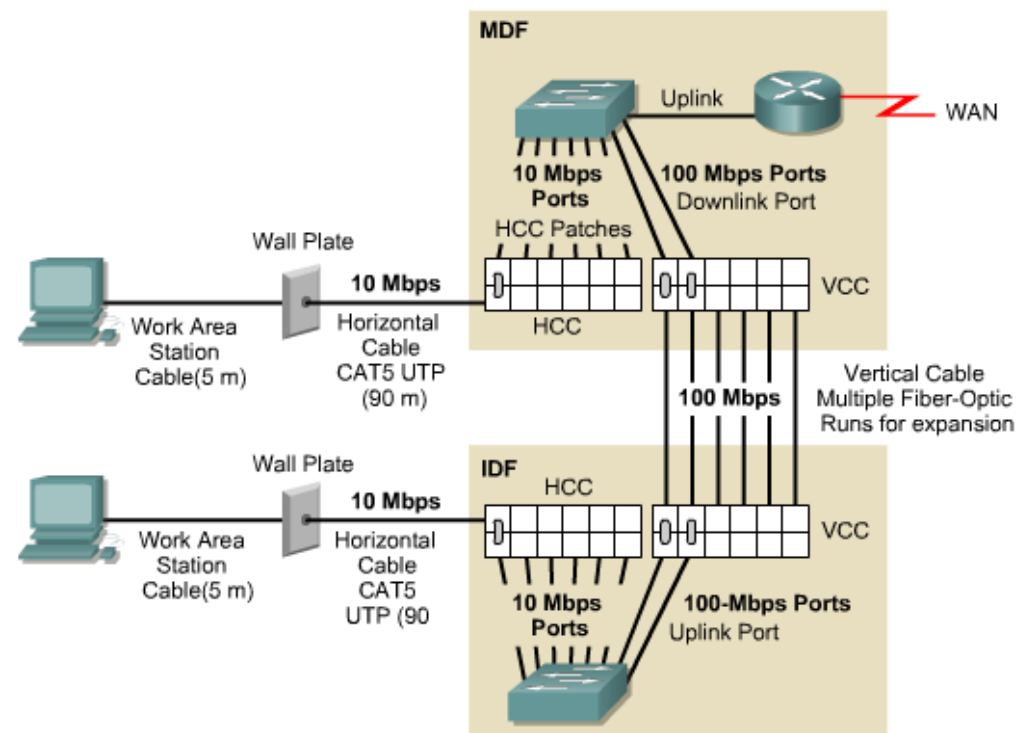 MDF
Uplink
WAN
10 Mbps
Ports
100 Mbps Ports
Downlink Port
HCC Patches
Wall Plate
10 Mbps
VCC
HCC
Work Area
Station
Cable(5 m)
Horizontal
Cable
CAT5 UTP
(90 m)
100 Mbps
Vertical Cable
Multiple Fiber-Optic
Runs for expansion
IDF
Wall Plate
HCC
10 Mbps
VCC
Work Area
Station
Cable(5 m)
Horizontal
Cable
CAT5
UTP (90
10 Mbps
Ports
100-Mbps Ports
Uplink Port